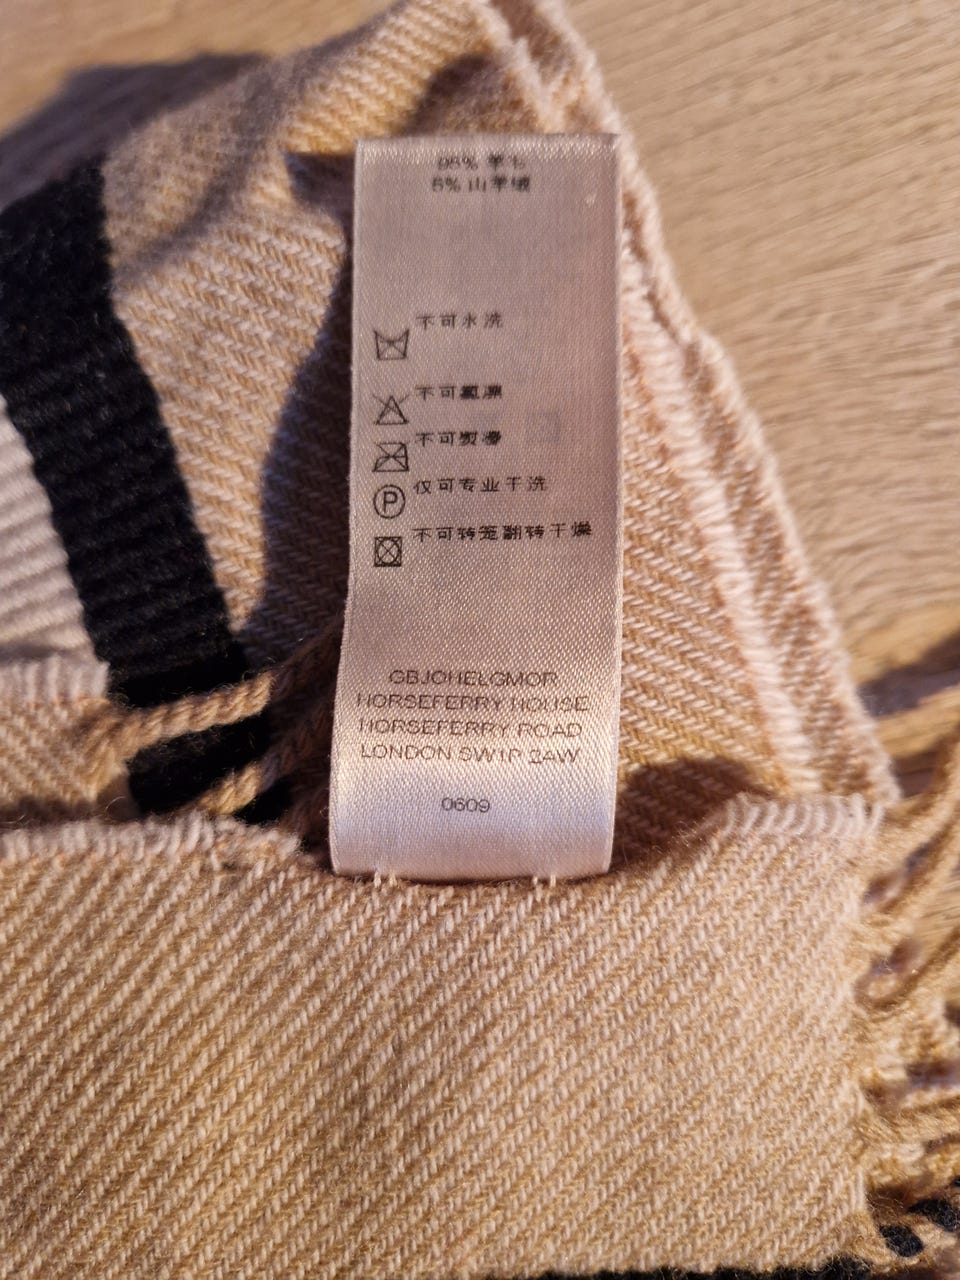 95% 羊毛
5% 山羊绒
不可水洗
不可氯漂
不可熨烫
P 仅可专业干洗
不可转笼翻转干燥
GBJOHELGMOR
HORSEFERRY HOUSE
HORSEFERRY ROAD
LONDON SW1P 2AW
0609